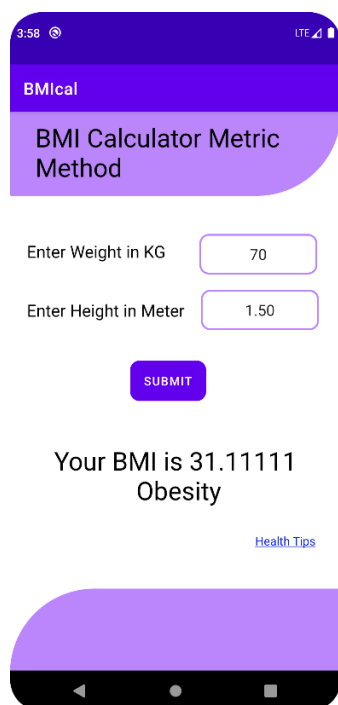 3:58 LTE
BMIcal
BMI Calculator Metric
Method
Enter Weight in KG 70
Enter Height in Meter 1.50
SUBMIT
Your BMI is 31.11111
Obesity
Health Tips